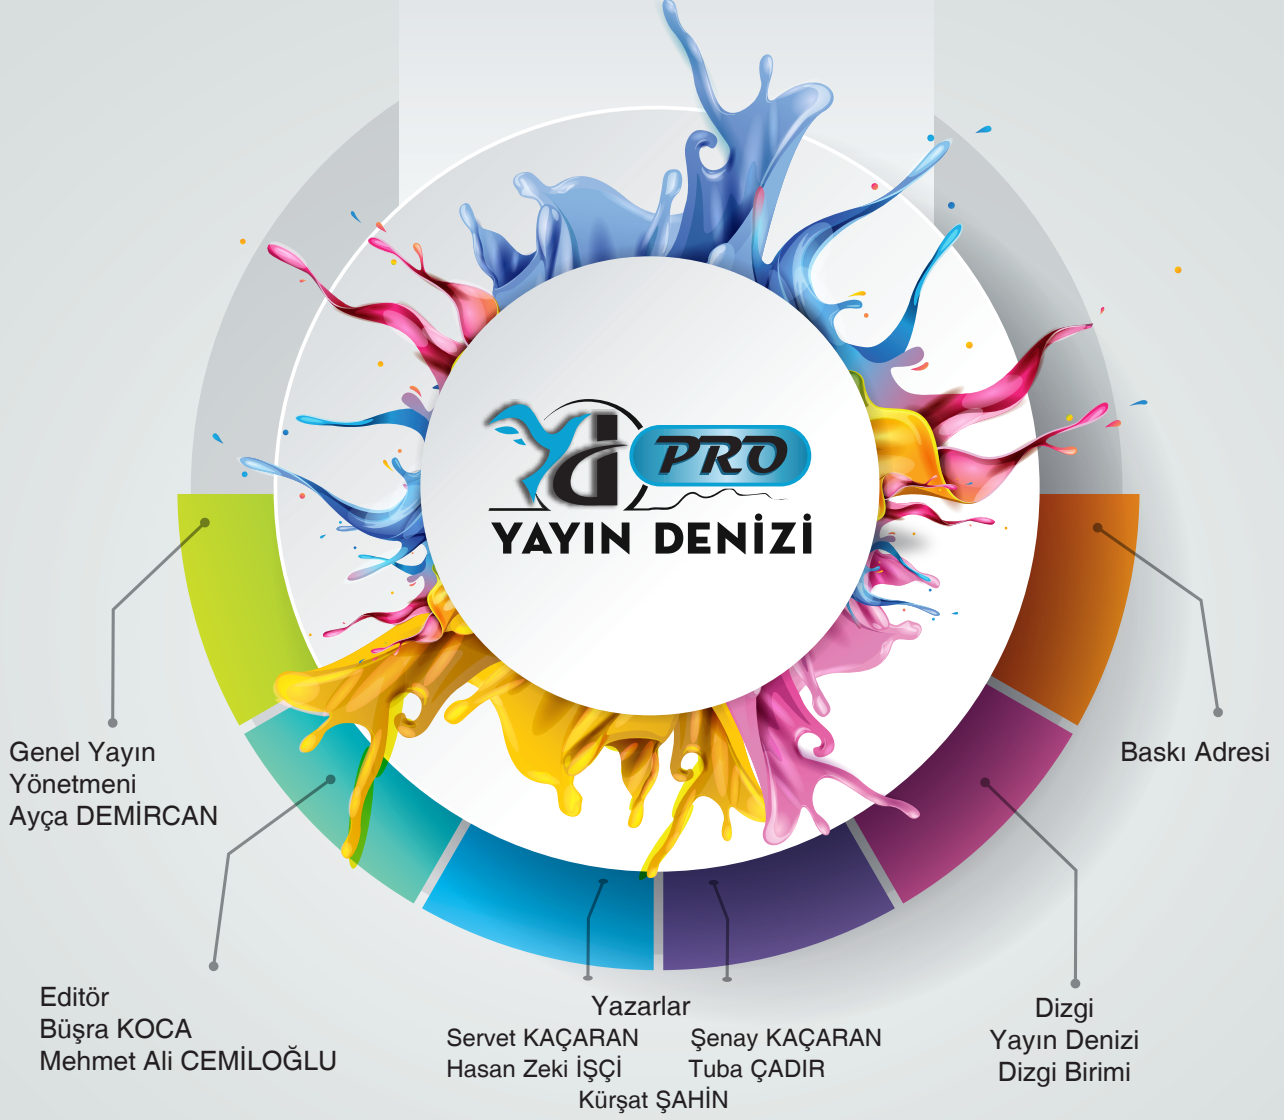 Yd PRO
YAYIN DENİZİ
Genel Yayın
Yönetmeni
Ayça DEMİRCAN
Baskı Adresi
Editör
Büşra KOCA
Mehmet Ali CEMİLOĞLU
Yazarlar
Servet KAÇARAN Şenay KAÇARAN
Hasan Zeki İŞÇİ Tuba ÇADIR
Kürşat ŞAHİN
Dizgi
Yayın Denizi
Dizgi Birimi